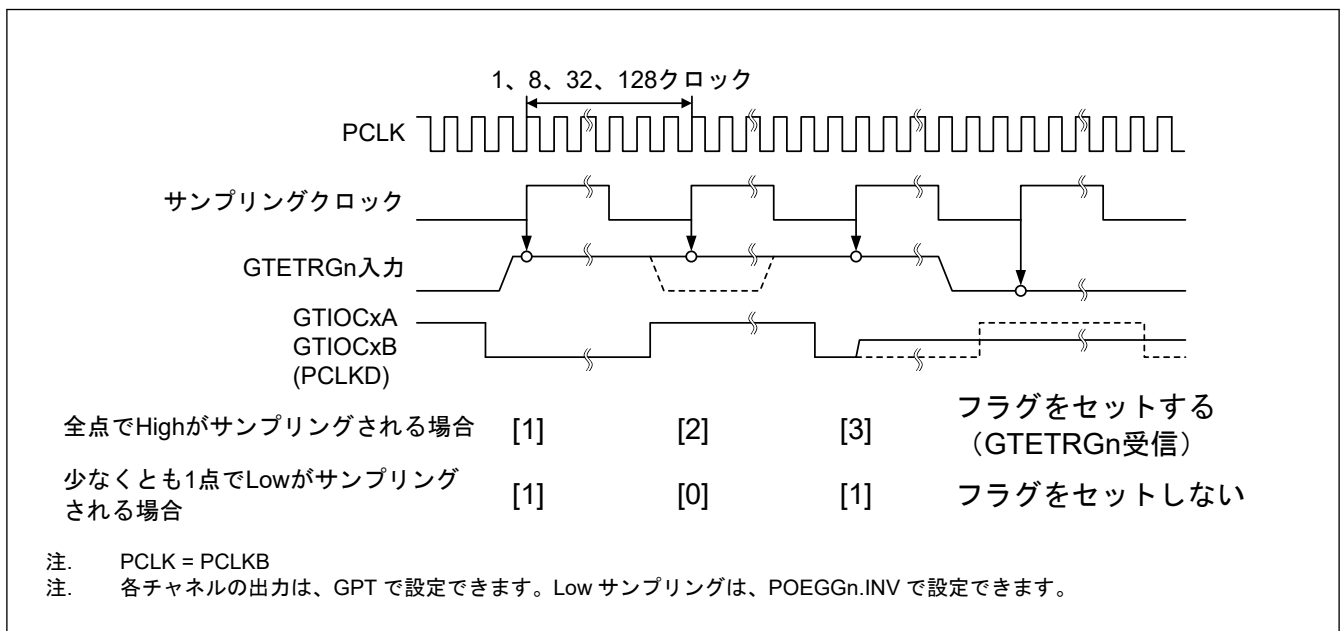 1、8、32、128クロック
PCLK
サンプリングクロック
GTETRGn入力
GTIOCxA
GTIOCxB
(PCLKD)
全点でHighがサンプリングされる場合 [1] [2] [3] フラグをセットする
（GTETRGn受信）
少なくとも1点でLowがサンプリング
される場合 [1] [0] [1] フラグをセットしない
注. PCLK = PCLKB
注. 各チャネルの出力は、GPT で設定できます。Low サンプリングは、POEGGn.INV で設定できます。